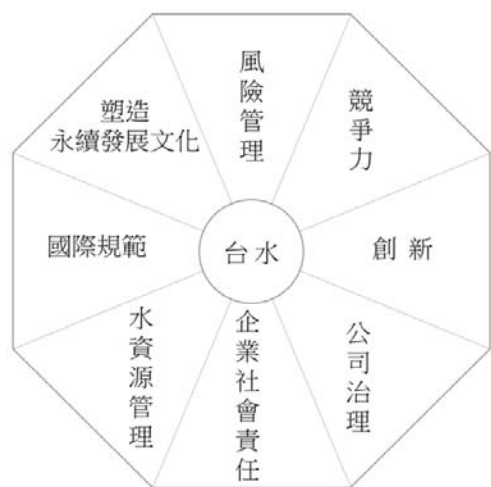 風險管理
競爭力
創新
公司治理
企業社會責任
水資源管理
國際規範
塑造
永續發展文化
台水